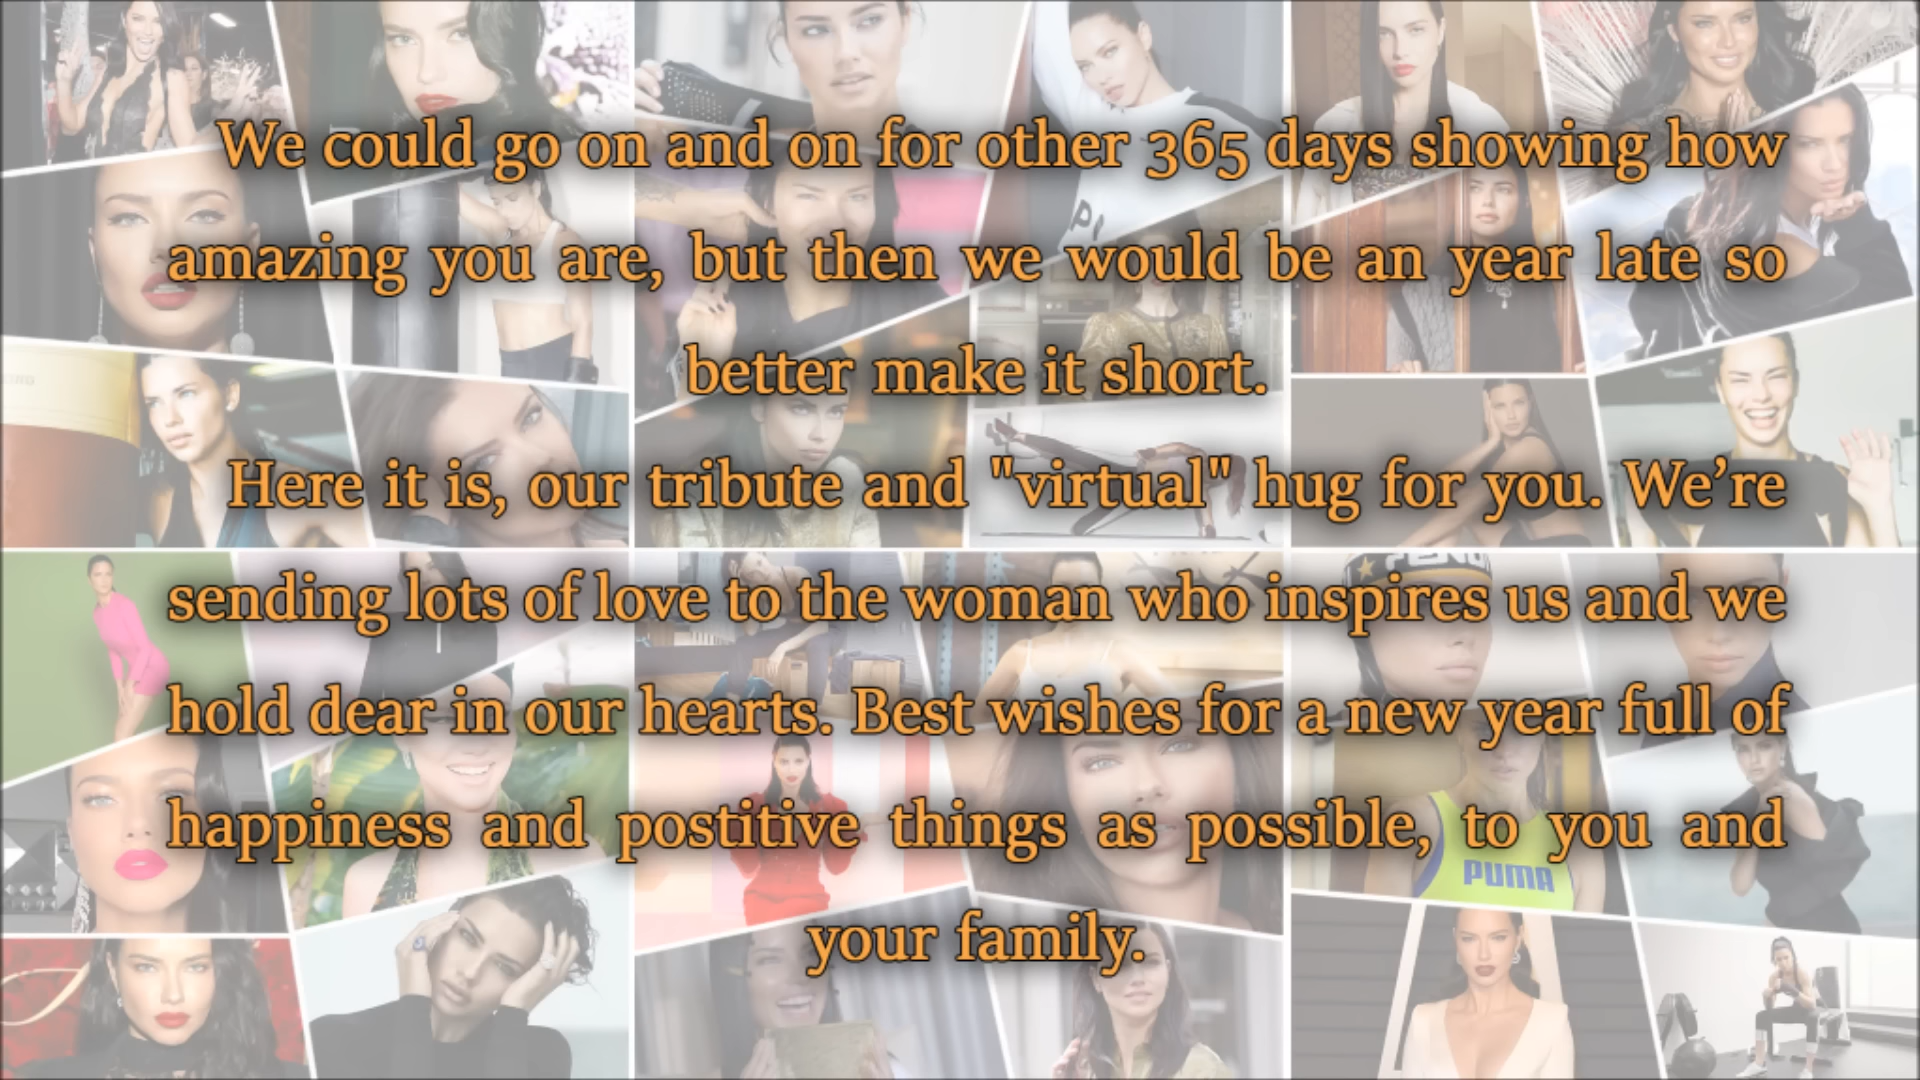 We could go on and on for other 365 days showing how
amazing you are, but then we would be an year late so
better make it short.
Here it is, our tribute and "virtual" hug for you. We’re
sending lots of love to the woman who inspires us and we
hold dear in our hearts. Best wishes for a new year full of
happiness and postitive things as possible, to you and
your family.
PUMA